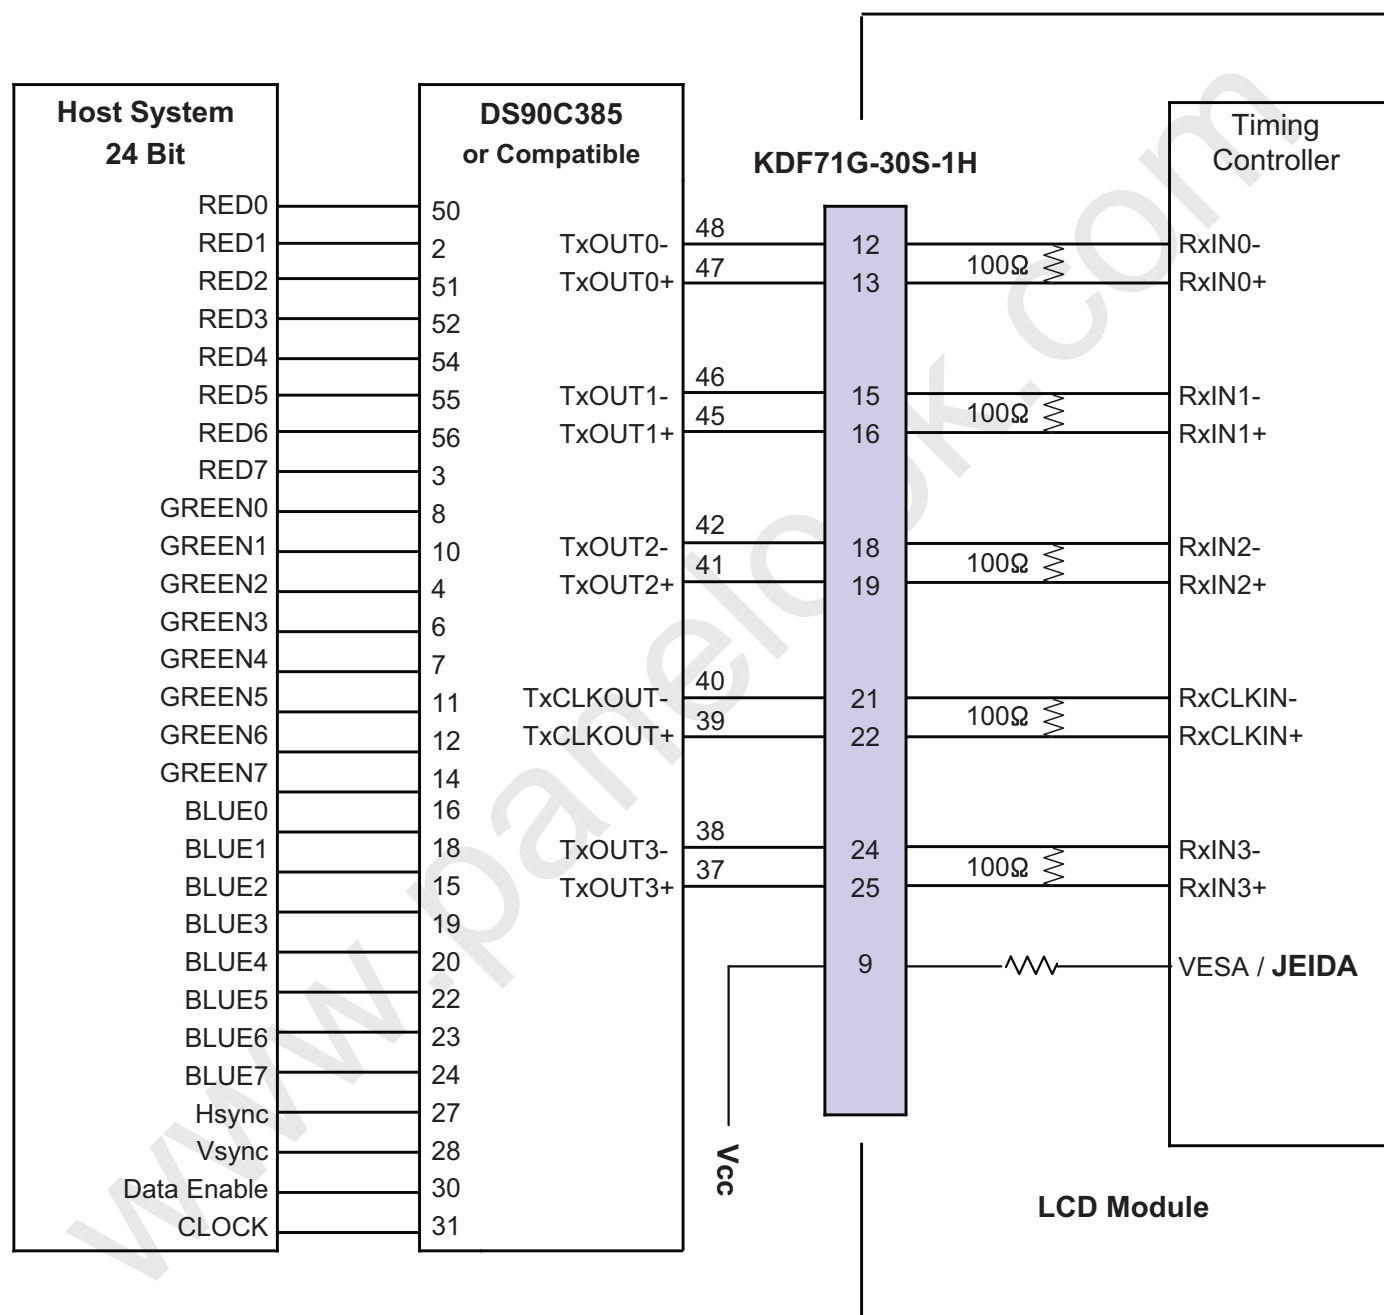 Host System
24 Bit
RED0
RED1
RED2
RED3
RED4
RED5
RED6
RED7
GREEN0
GREEN1
GREEN2
GREEN3
GREEN4
GREEN5
GREEN6
GREEN7
BLUE0
BLUE1
BLUE2
BLUE3
BLUE4
BLUE5
BLUE6
BLUE7
Hsync
Vsync
Data Enable
CLOCK
DS90C385
or Compatible
50
2
51
52
54
55
56
3
8
10
4
6
7
11
12
14
16
18
15
19
20
22
23
24
27
28
30
31
TxOUT0-
TxOUT0+
TxOUT1-
TxOUT1+
TxOUT2-
TxOUT2+
TxCLKOUT-
TxCLKOUT+
TxOUT3-
TxOUT3+
48
47
46
45
42
41
40
39
38
37
Vcc
KDF71G-30S-1H
12
13
15
16
18
19
21
22
24
25
9
100Ω
100Ω
100Ω
100Ω
100Ω
Timing
Controller
RxIN0-
RxIN0+
RxIN1-
RxIN1+
RxIN2-
RxIN2+
RxCLKIN-
RxCLKIN+
RxIN3-
RxIN3+
VESA / JEIDA
LCD Module
www.panelook.com